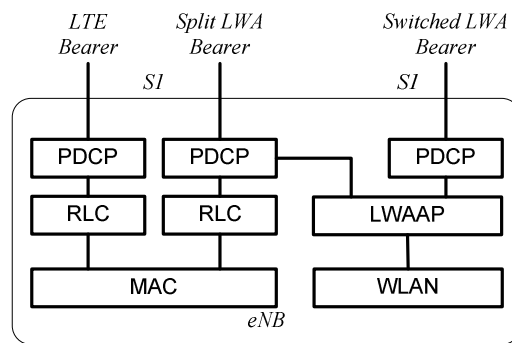 LTE Bearer
Split LWA Bearer
Switched LWA Bearer
S1
S1
PDCP
PDCP
PDCP
RLC
RLC
LWAAP
MAC
WLAN
eNB